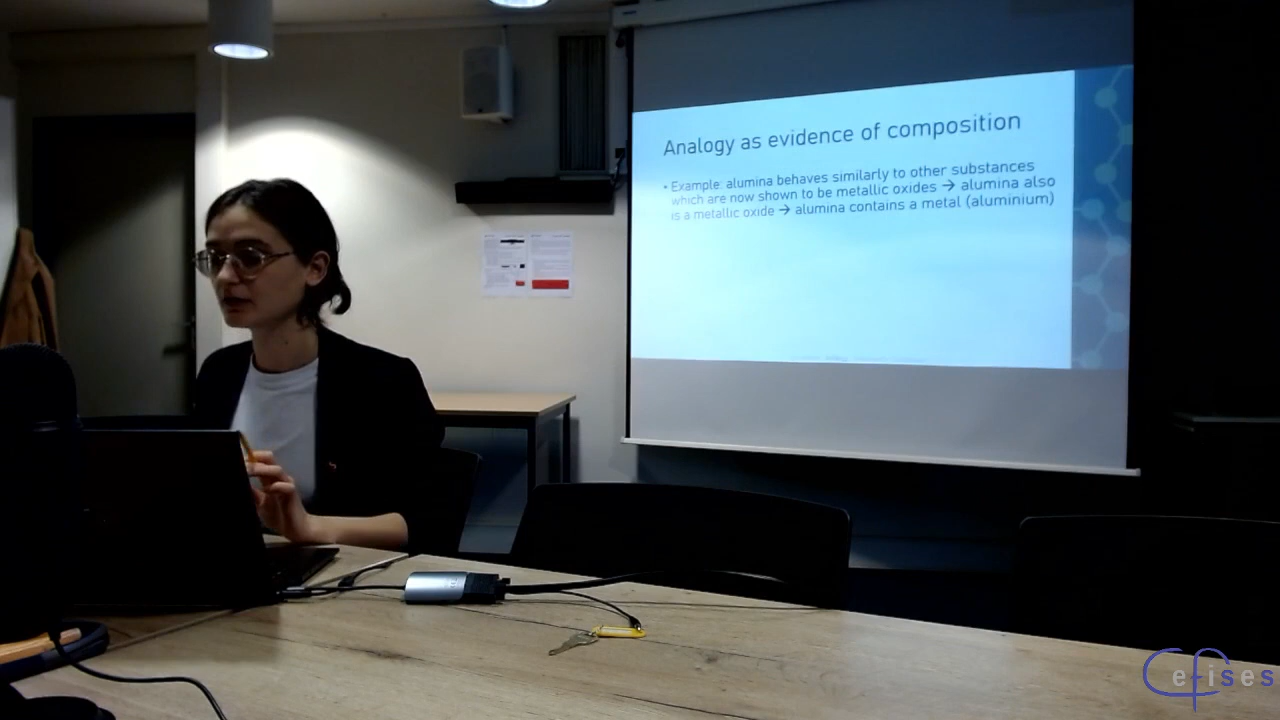 Analogy as evidence of composition
• Example: alumina behaves similarly to other substances
which are now shown to be metallic oxides → alumina also
is a metallic oxide → alumina contains a metal (aluminium)
Cefises